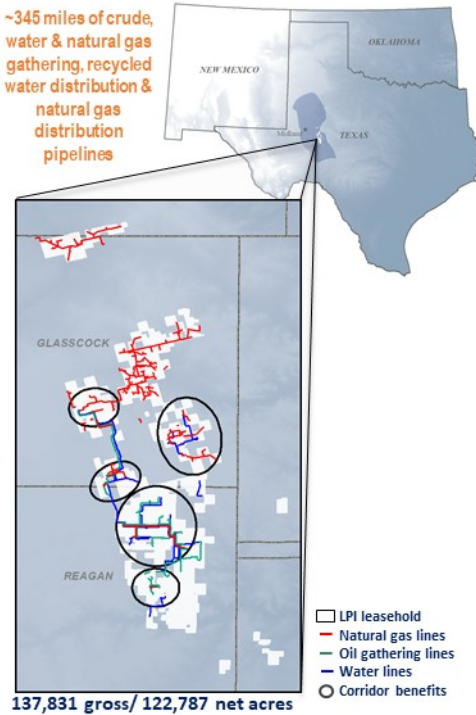 ~345 miles of crude,
water & natural gas
gathering, recycled
water distribution &
natural gas
distribution
pipelines
OKLAHOMA
NEW MEXICO
Midland
TEXAS
GLASSCOCK
REAGAN
LPI leasehold
Natural gas lines
Oil gathering lines
Water lines
Corridor benefits
137,831 gross/ 122,787 net acres